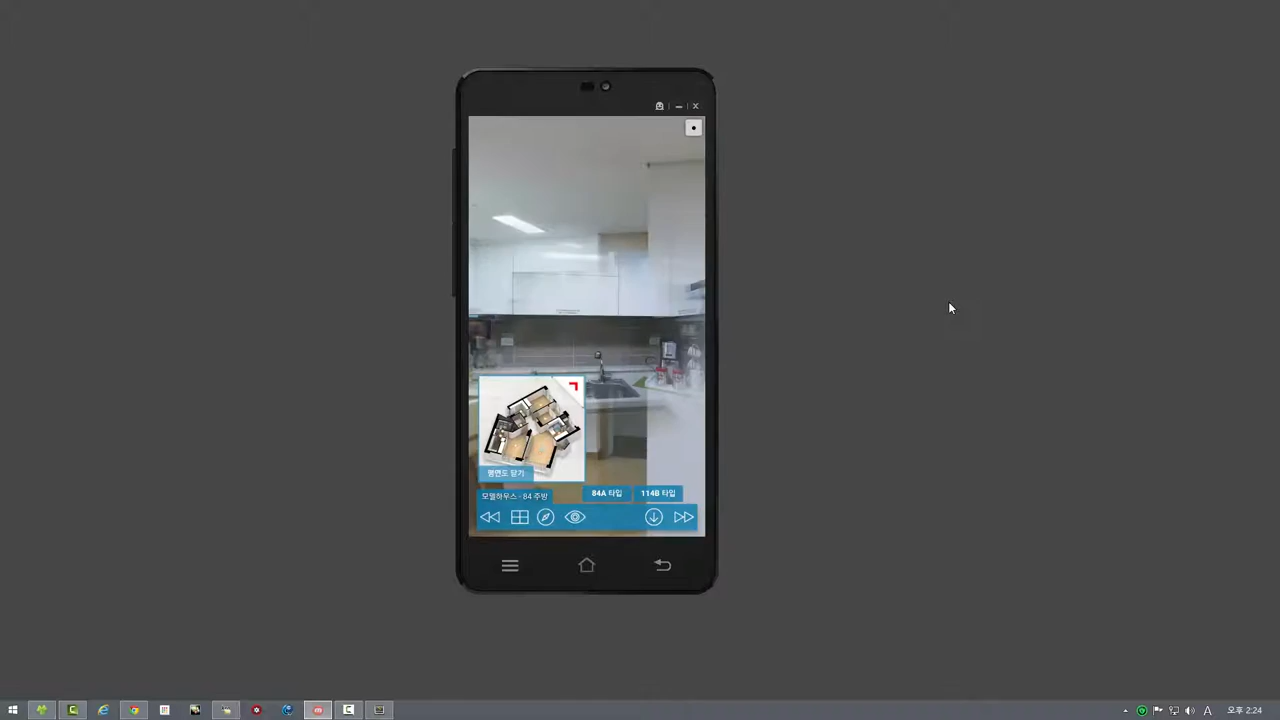 평면도 닫기
모델하우스 - 84 주방
84A 타입
114B 타입
A
오후 2:24